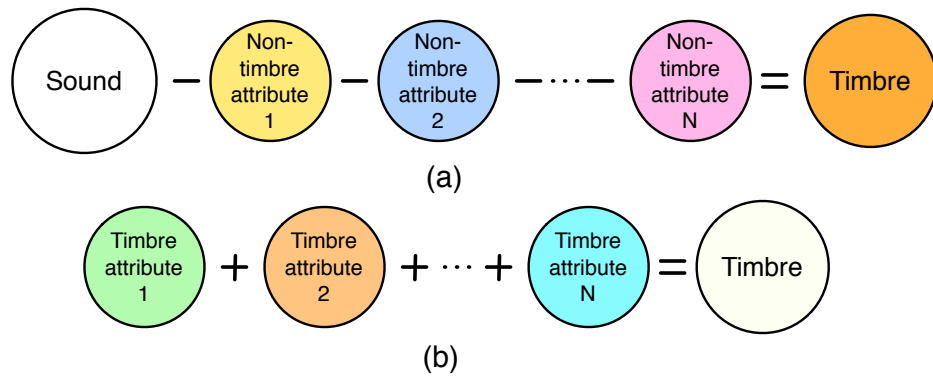 Sound
Non-
timbre
attribute
1
Non-
timbre
attribute
2
Non-
timbre
attribute
N
Timbre
(a)
Timbre
attribute
1
Timbre
attribute
2
Timbre
attribute
N
Timbre
(b)